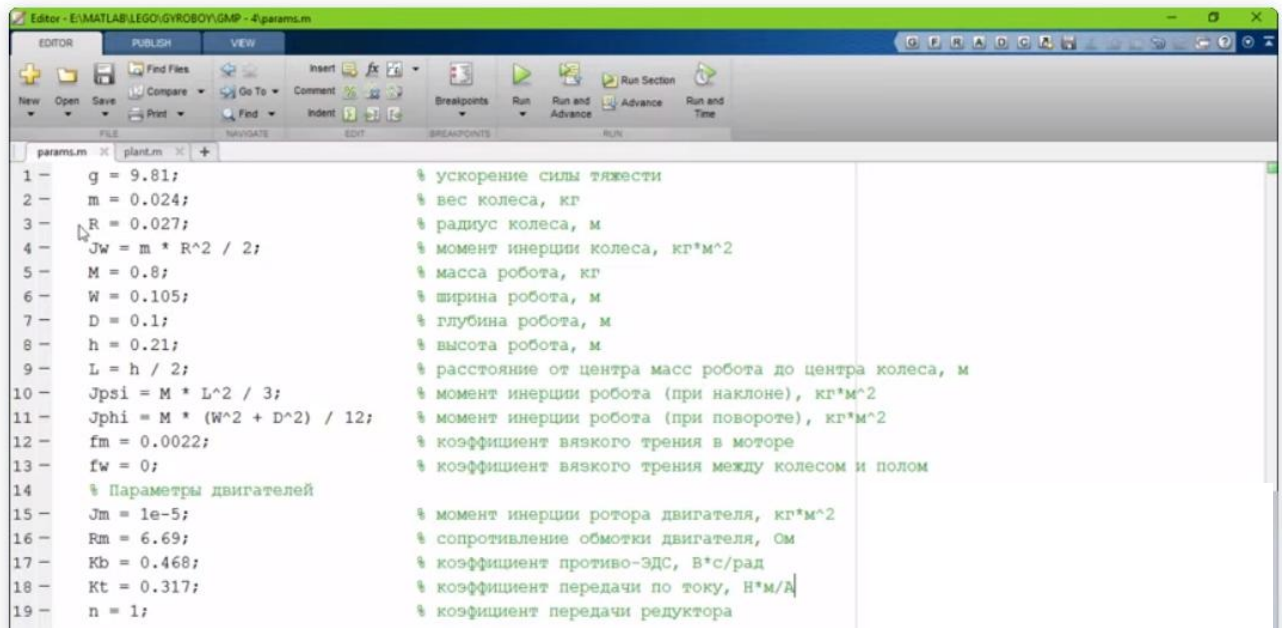 Editor - E:\MATLAB\LEGO\GYROBOY\GMP - 4\params.m
EDITOR PUBLISH VIEW
New Open Save Find Files Compare Print Go To Find Insert Comment Indent Breakpoints Run Run and Advance Run Section Advance Run and Time
FILE NAVIGATE EDIT BREAKPOINTS RUN
params.m plant.m
1 g = 9.81; % ускорение силы тяжести
2 m = 0.024; % вес колеса, кг
3 R = 0.027; % радиус колеса, м
4 Jw = m * R^2 / 2; % момент инерции колеса, кг*м^2
5 M = 0.8; % масса робота, кг
6 W = 0.105; % ширина робота, м
7 D = 0.1; % глубина робота, м
8 h = 0.21; % высота робота, м
9 L = h / 2; % расстояние от центра масс робота до центра колеса, м
10 Jpsi = M * L^2 / 3; % момент инерции робота (при наклоне), кг*м^2
11 Jphi = M * (W^2 + D^2) / 12; % момент инерции робота (при повороте), кг*м^2
12 fm = 0.0022; % коэффициент вязкого трения в моторе
13 fw = 0; % коэффициент вязкого трения между колесом и полом
14 % Параметры двигателей
15 Jm = 1e-5; % момент инерции ротора двигателя, кг*м^2
16 Rm = 6.69; % сопротивление обмотки двигателя, Ом
17 Kb = 0.468; % коэффициент противо-ЭДС, В*с/рад
18 Kt = 0.317; % коэффициент передачи по току, Н*м/А
19 n = 1; % коэфициент передачи редуктора